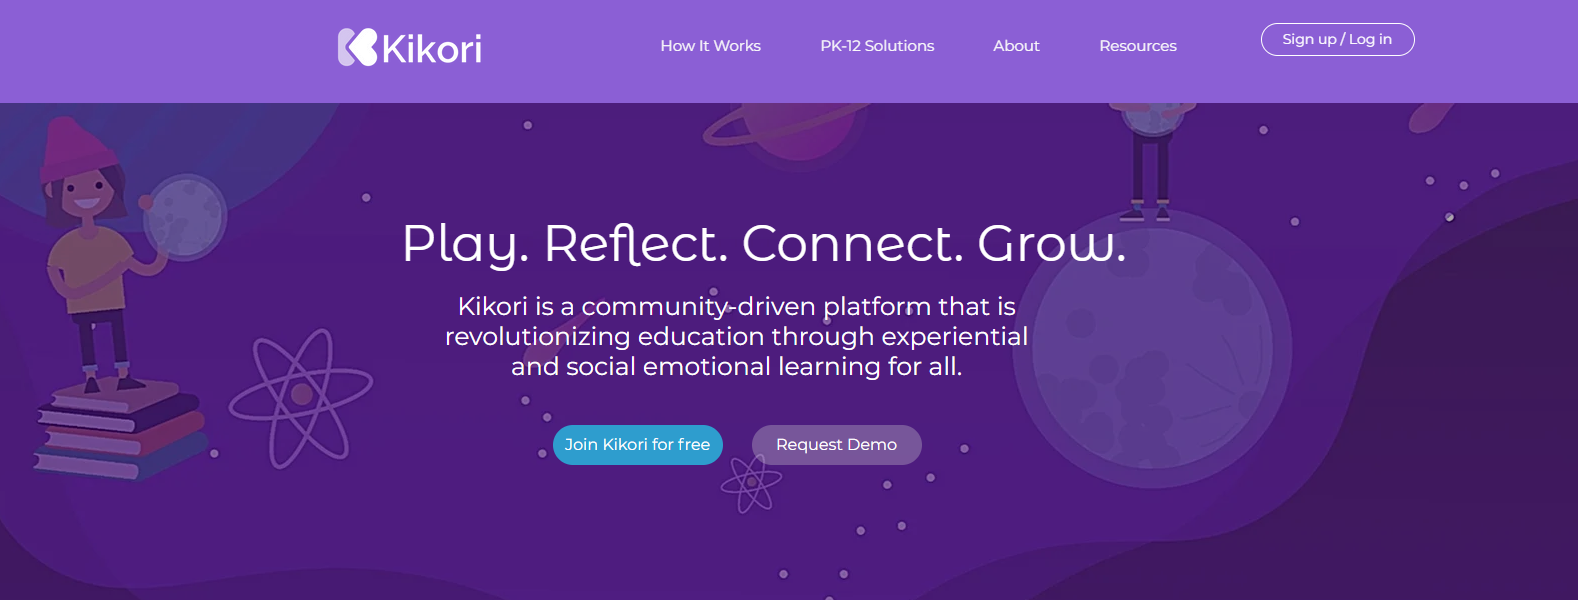 Kikori
How It Works
PK-12 Solutions
About
Resources
Sign up / Log in
Play. Reflect. Connect. Grow.
Kikori is a community-driven platform that is
revolutionizing education through experiential
and social emotional learning for all.
Join Kikori for free
Request Demo